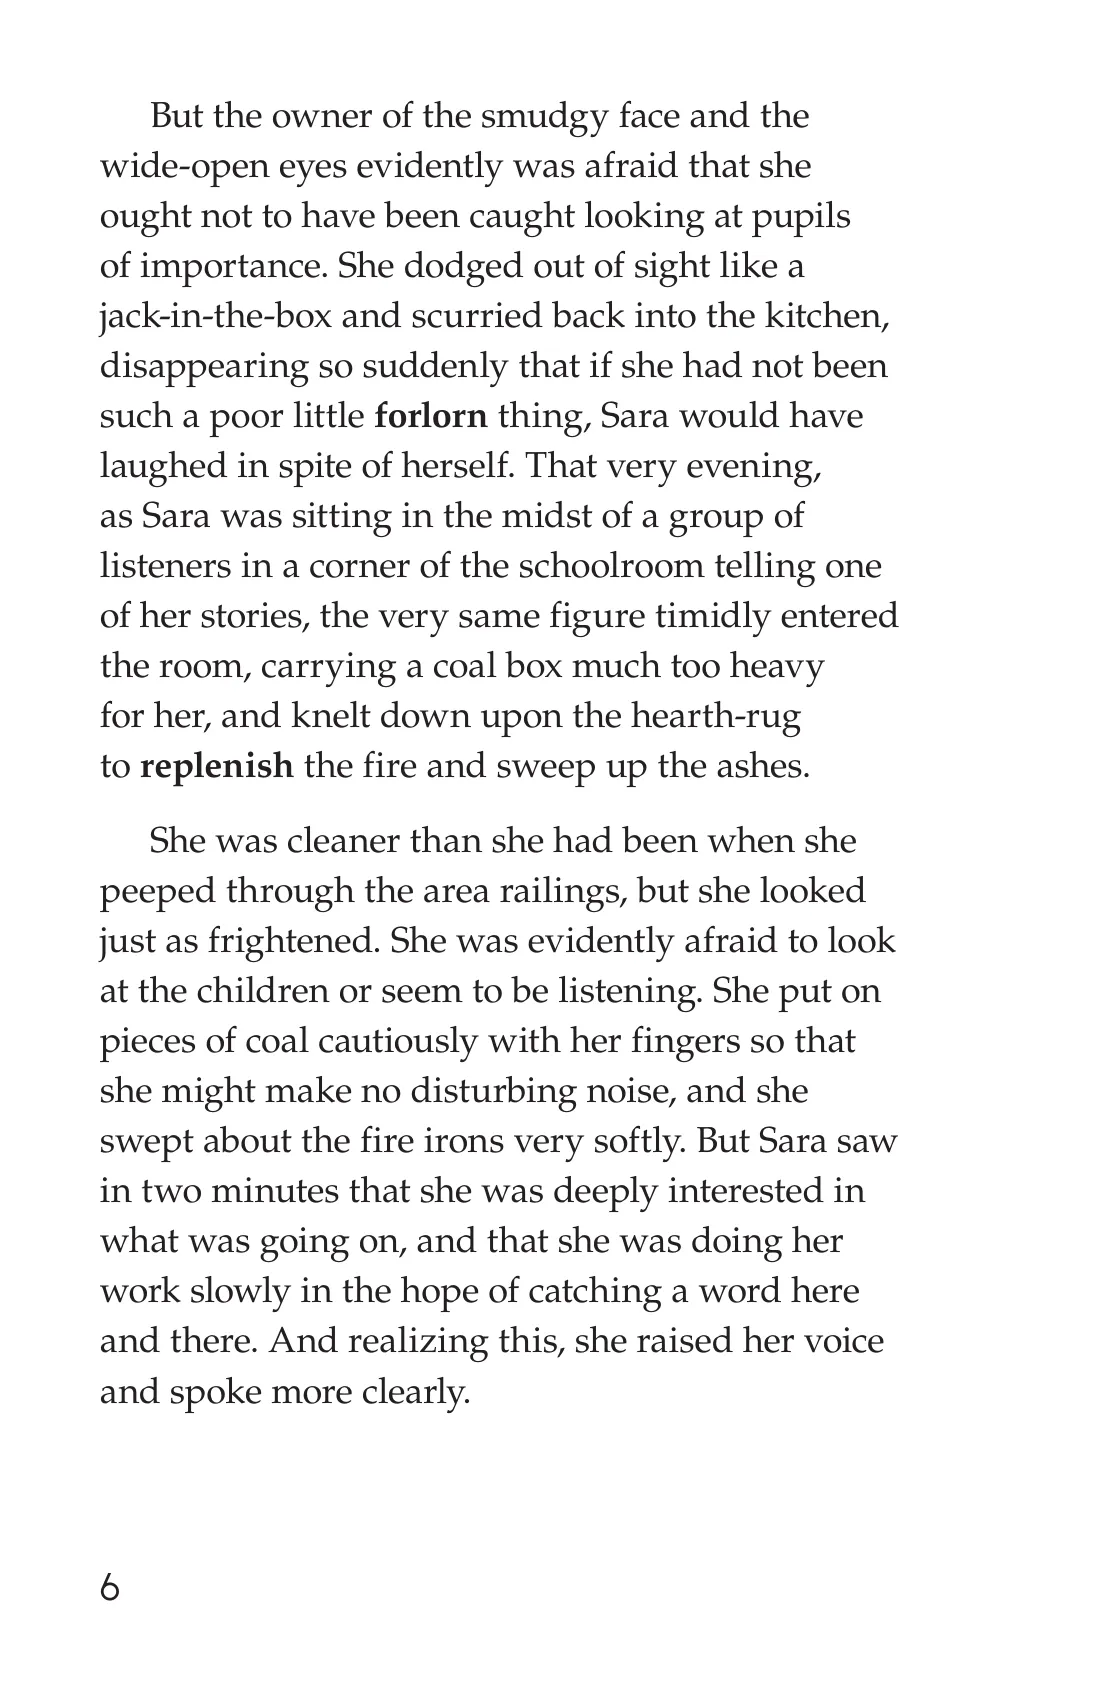 But the owner of the smudgy face and the
wide-open eyes evidently was afraid that she
ought not to have been caught looking at pupils
of importance. She dodged out of sight like a
jack-in-the-box and scurried back into the kitchen,
disappearing so suddenly that if she had not been
such a poor little forlorn thing, Sara would have
laughed in spite of herself. That very evening,
as Sara was sitting in the midst of a group of
listeners in a corner of the schoolroom telling one
of her stories, the very same figure timidly entered
the room, carrying a coal box much too heavy
for her, and knelt down upon the hearth-rug
to replenish the fire and sweep up the ashes.
She was cleaner than she had been when she
peeped through the area railings, but she looked
just as frightened. She was evidently afraid to look
at the children or seem to be listening. She put on
pieces of coal cautiously with her fingers so that
she might make no disturbing noise, and she
swept about the fire irons very softly. But Sara saw
in two minutes that she was deeply interested in
what was going on, and that she was doing her
work slowly in the hope of catching a word here
and there. And realizing this, she raised her voice
and spoke more clearly.
6